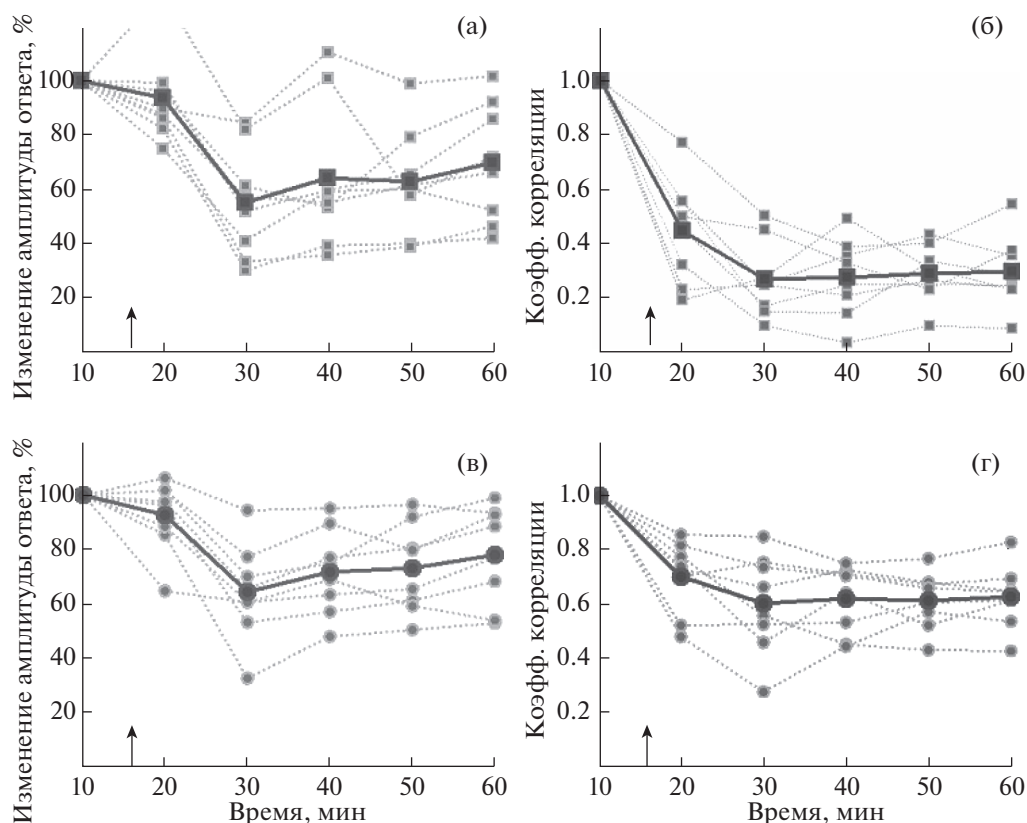 (а)
Изменение амплитуды ответа, %
100
80
60
40
20
10 20 30 40 50 60
(б)
Коэфф. корреляции
1.0
0.8
0.6
0.4
0.2
10 20 30 40 50 60
(в)
Изменение амплитуды ответа, %
100
80
60
40
20
10 20 30 40 50 60
Время, мин
(г)
Коэфф. корреляции
1.0
0.8
0.6
0.4
0.2
10 20 30 40 50 60
Время, мин